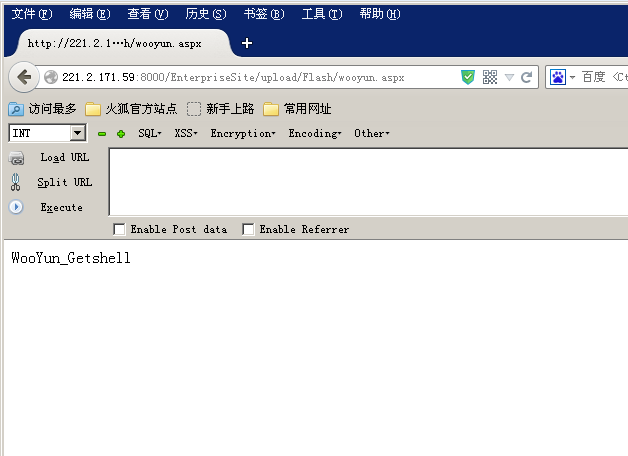 文件(F) 编辑(E) 查看(V) 历史(S) 书签(B) 工具(T) 帮助(H)
http://221.2.1…h/wooyun.aspx
221.2.171.59:8000/EnterpriseSite/upload/Flash/wooyun.aspx 百度 <Ct
访问最多 火狐官方站点 新手上路 常用网址
INT SQL XSS Encryption Encoding Other
Load URL
Split URL
Execute
Enable Post data Enable Referrer
WooYun_Getshell